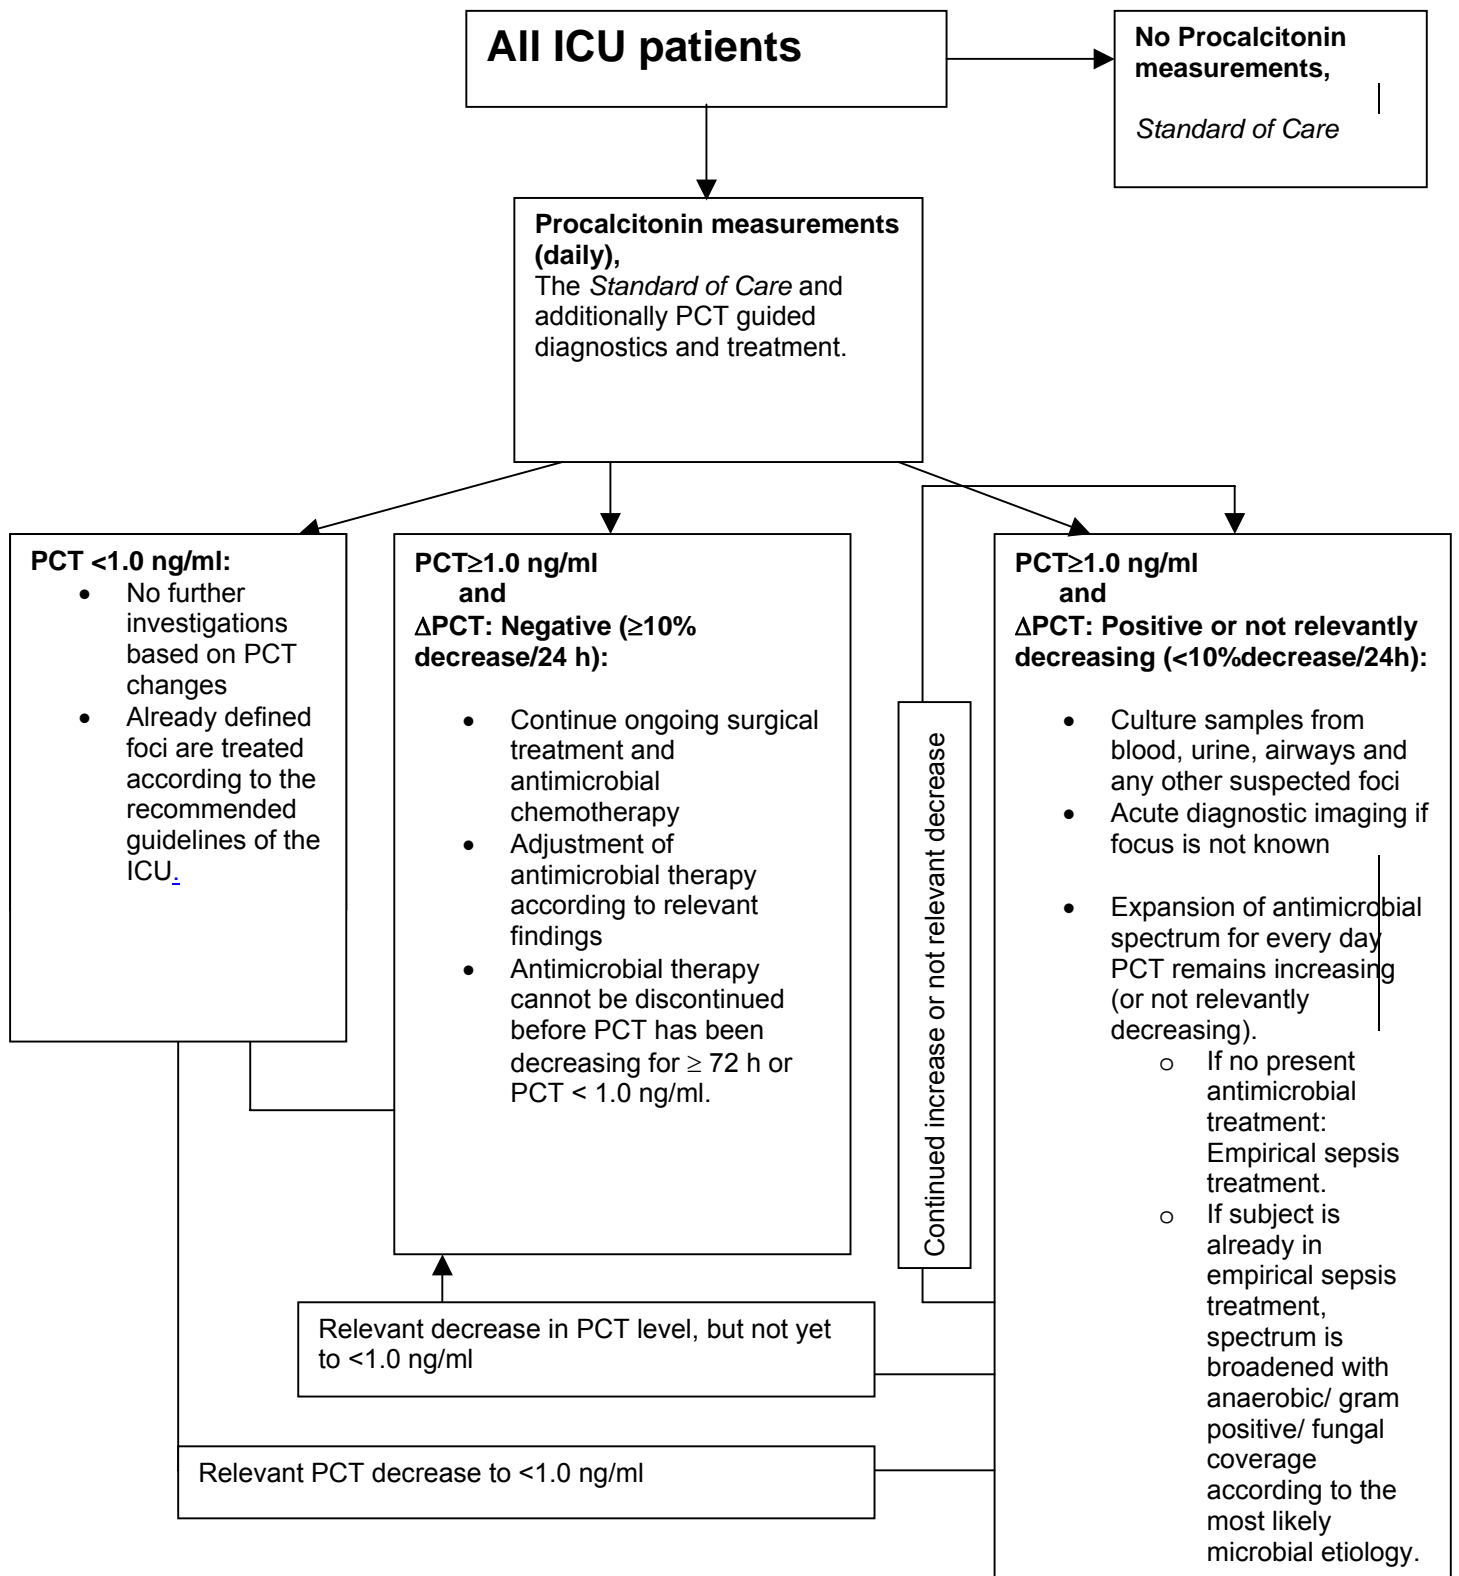 All ICU patients
No Procalcitonin
measurements,
Standard of Care
Procalcitonin measurements
(daily),
The Standard of Care and
additionally PCT guided
diagnostics and treatment.
PCT <1.0 ng/ml:
• No further
investigations
based on PCT
changes
• Already defined
foci are treated
according to the
recommended
guidelines of the
ICU.
PCT≥1.0 ng/ml
and
ΔPCT: Negative (≥10%
decrease/24 h):
• Continue ongoing surgical
treatment and
antimicrobial
chemotherapy
• Adjustment of
antimicrobial therapy
according to relevant
findings
• Antimicrobial therapy
cannot be discontinued
before PCT has been
decreasing for ≥ 72 h or
PCT < 1.0 ng/ml.
Continued increase or not relevant decrease
PCT≥1.0 ng/ml
and
ΔPCT: Positive or not relevantly
decreasing (<10%decrease/24h):
• Culture samples from
blood, urine, airways and
any other suspected foci
• Acute diagnostic imaging if
focus is not known
• Expansion of antimicrobial
spectrum for every day
PCT remains increasing
(or not relevantly
decreasing).
o If no present
antimicrobial
treatment:
Empirical sepsis
treatment.
o If subject is
already in
empirical sepsis
treatment,
spectrum is
broadened with
anaerobic/ gram
positive/ fungal
coverage
according to the
most likely
microbial etiology.
Relevant decrease in PCT level, but not yet
to <1.0 ng/ml
Relevant PCT decrease to <1.0 ng/ml